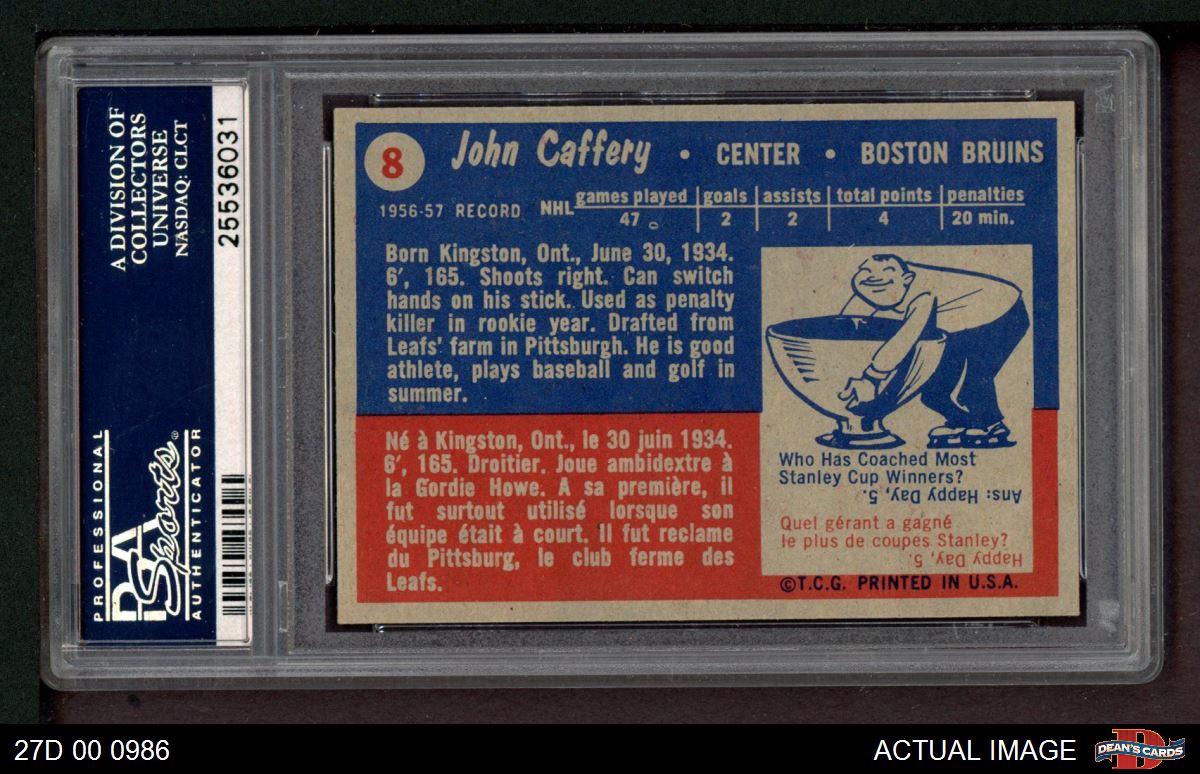 A DIVISION OF
COLLECTORS
UNIVERSE
NASDAQ: CLCT
25536031
PROFESSIONAL
PSA
Sports®
AUTHENTICATOR
8 John Caffery • CENTER • BOSTON BRUINS
games played goals assists total points penalties
1956-57 RECORD NHL 47 2 2 4 20 min.
Born Kingston, Ont., June 30, 1934.
6', 165. Shoots right. Can switch
hands on his stick. Used as penalty
killer in rookie year. Drafted from
Leafs' farm in Pittsburgh. He is good
athlete, plays baseball and golf in
summer.
Né à Kingston, Ont., le 30 juin 1934.
6', 165. Droitier. Joue ambidextre à
la Gordie Howe. A sa première, il
fut surtout utilisé lorsque son
équipe était à court. Il fut reclame
du Pittsburg, le club ferme des
Leafs.
Who Has Coached Most
Stanley Cup Winners?
Ans: Happy Day, 5.
Quel gérant a gagné
le plus de coupes Stanley?
Happy Day, 5.
©T.C.G. PRINTED IN U.S.A.
27D 00 0986
ACTUAL IMAGE
DEAN'S CARDS